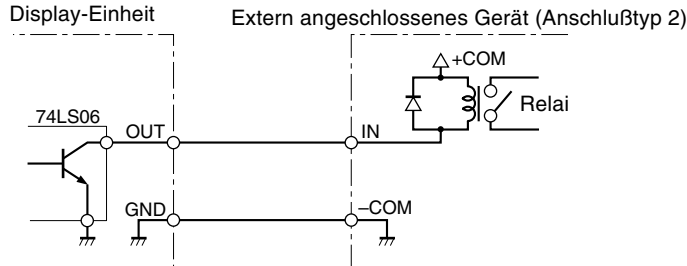 Display-Einheit
Extern angeschlossenes Gerät (Anschlußtyp 2)
+COM
74LS06
OUT
IN
Relai
GND
–COM